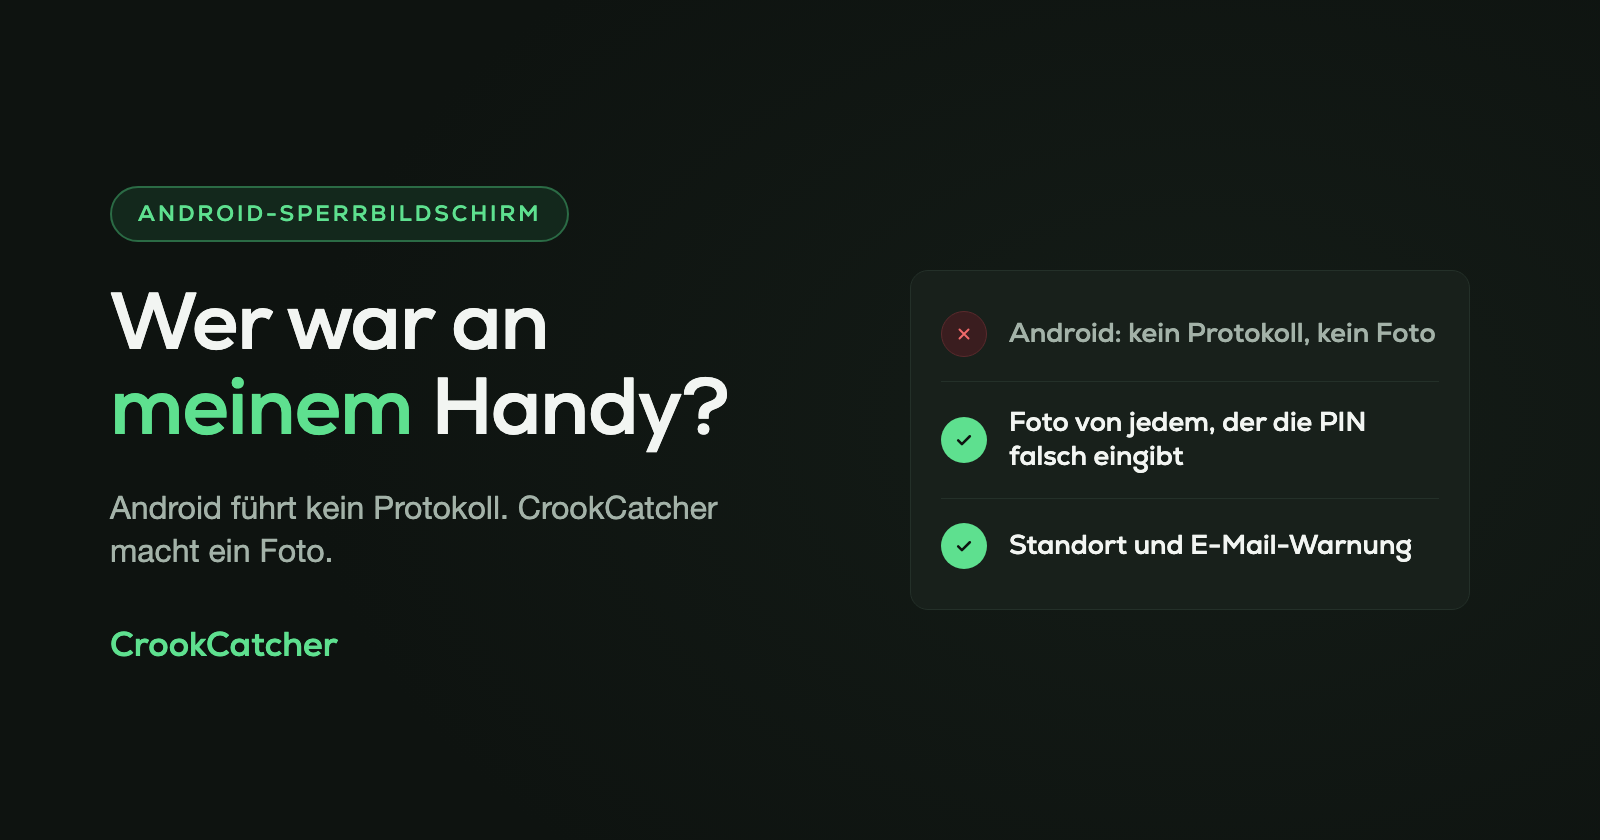 ANDROID-SPERRBILDSCHIRM
Wer war an
meinem Handy?
Android führt kein Protokoll. CrookCatcher
macht ein Foto.
CrookCatcher
Android: kein Protokoll, kein Foto
Foto von jedem, der die PIN
falsch eingibt
Standort und E-Mail-Warnung